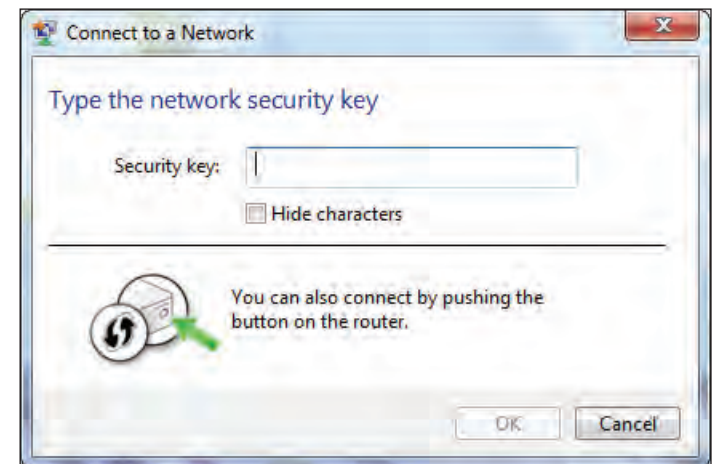 Connect to a Network
Type the network security key
Security key:
Hide characters
You can also connect by pushing the
button on the router.
OK
Cancel